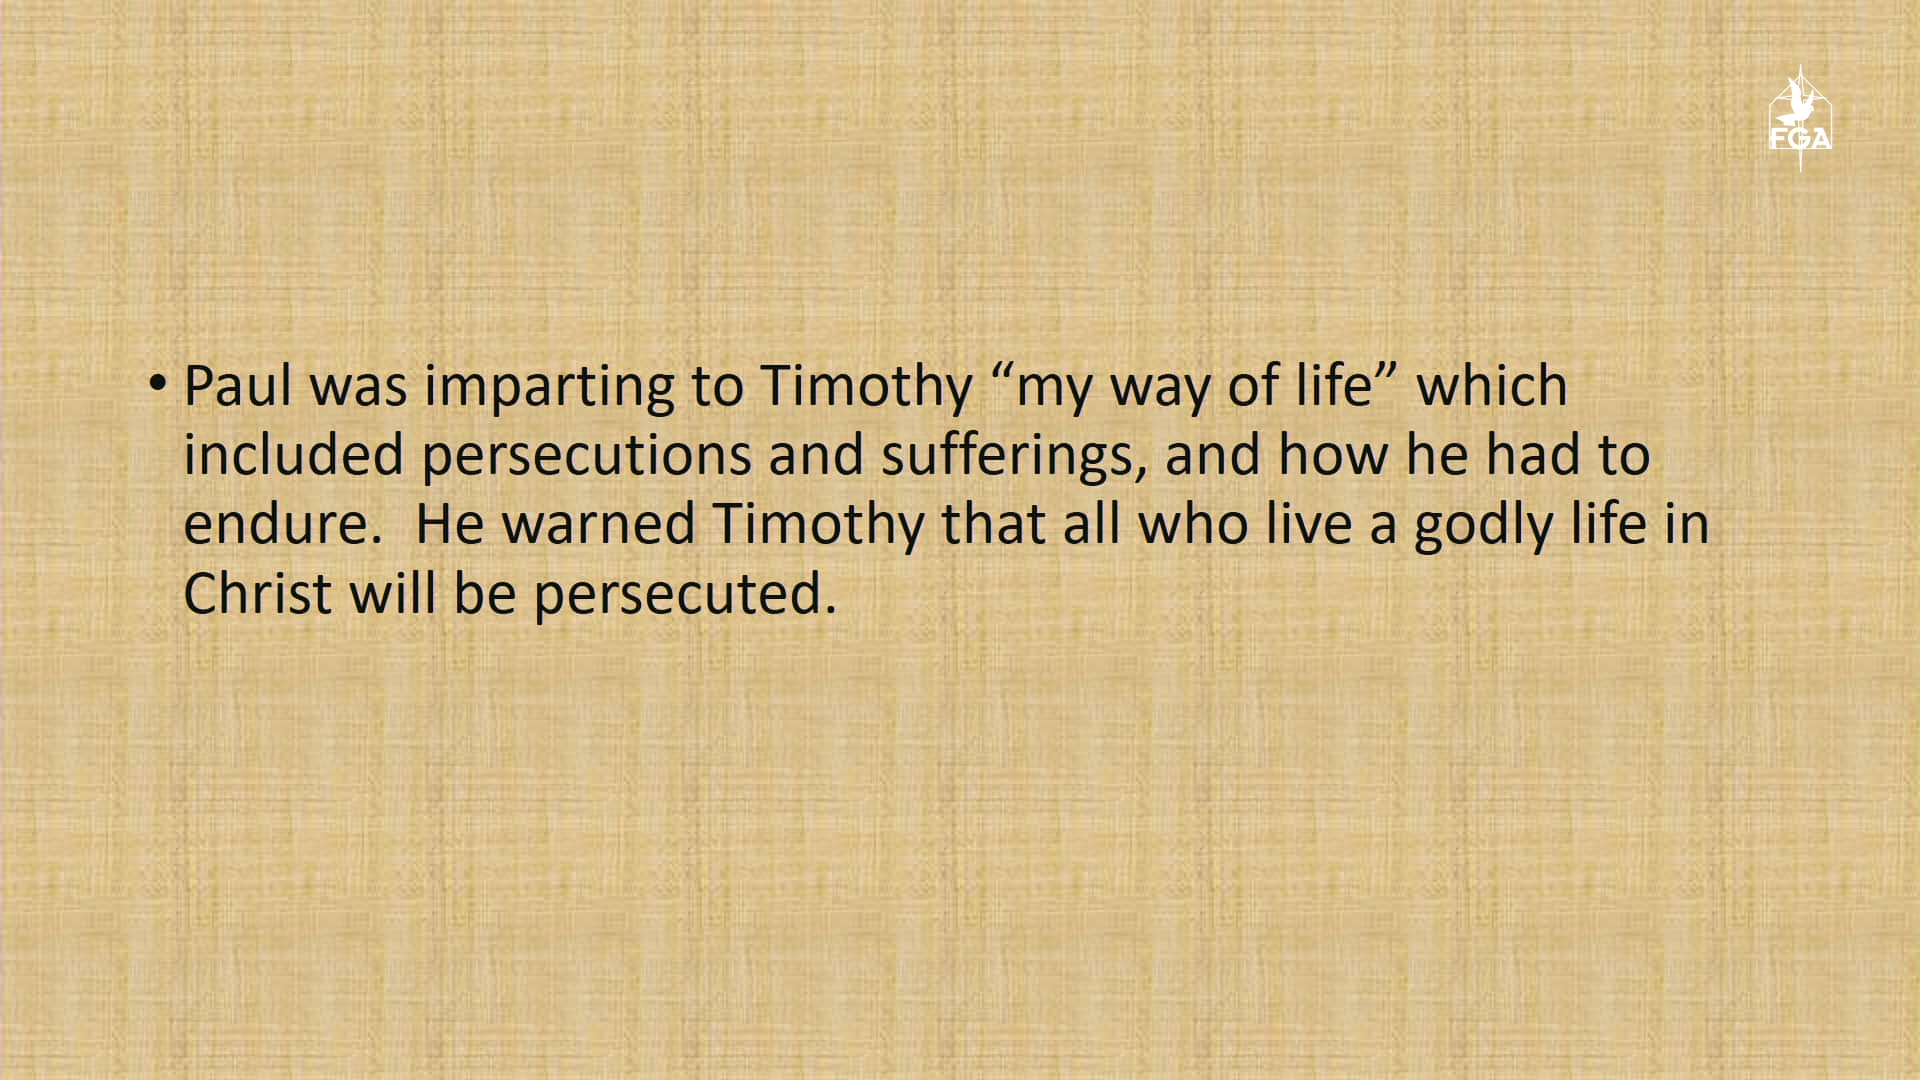 FGA
• Paul was imparting to Timothy “my way of life” which
included persecutions and sufferings, and how he had to
endure.  He warned Timothy that all who live a godly life in
Christ will be persecuted.